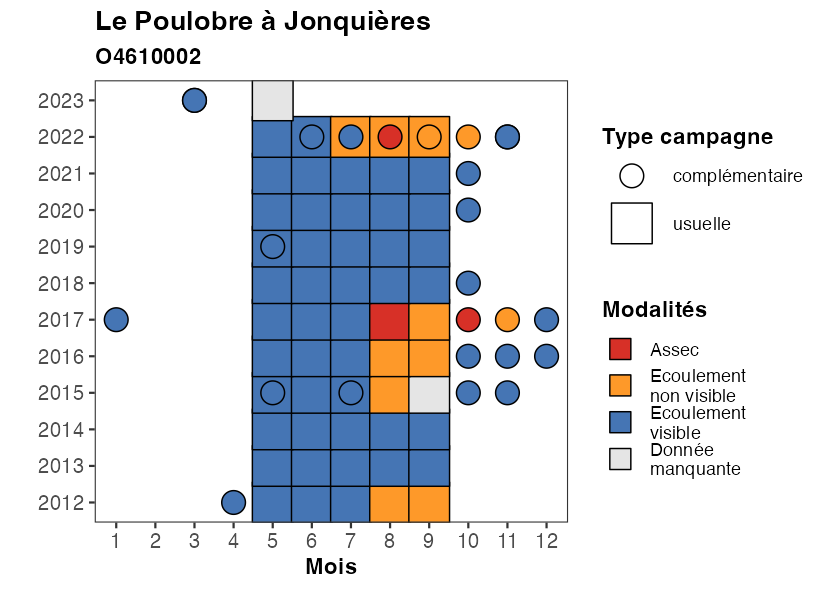 Le Poulobre à Jonquières
O4610002
2023
2022
2021
2020
2019
2018
2017
2016
2015
2014
2013
2012
1 2 3 4 5 6 7 8 9 10 11 12
Mois
Type campagne
complémentaire
usuelle
Modalités
Assec
Ecoulement
non visible
Ecoulement
visible
Donnée
manquante